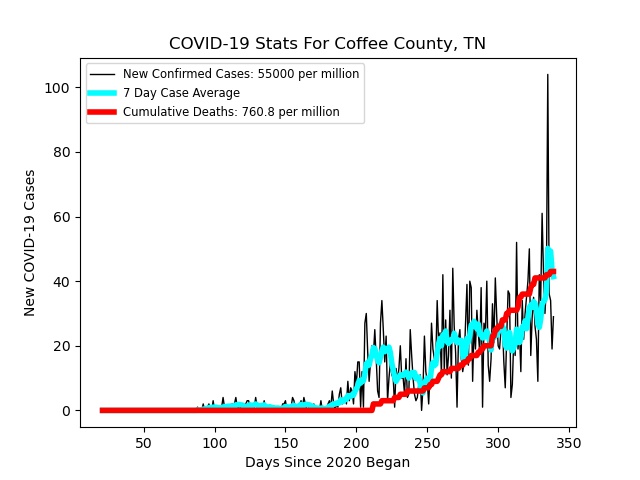 COVID-19 Stats For Coffee County, TN
New Confirmed Cases: 55000 per million
7 Day Case Average
Cumulative Deaths: 760.8 per million
New COVID-19 Cases
100
80
60
40
20
0
50
100
150
200
250
300
350
Days Since 2020 Began